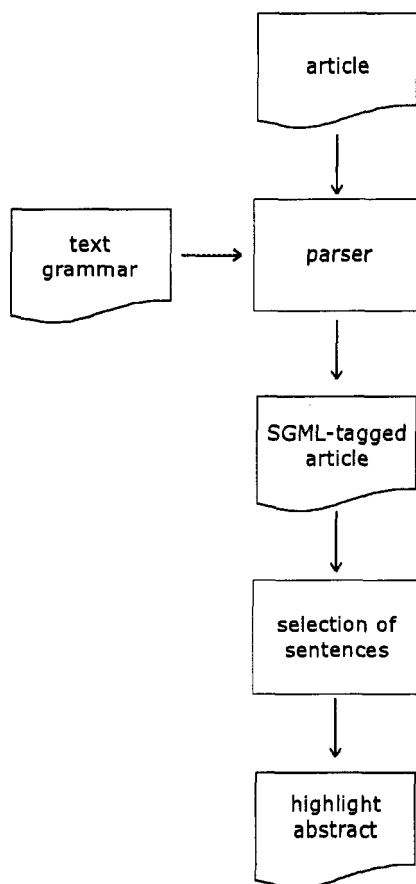 article
text
grammar
parser
SGML-tagged
article
selection of
sentences
highlight
abstract